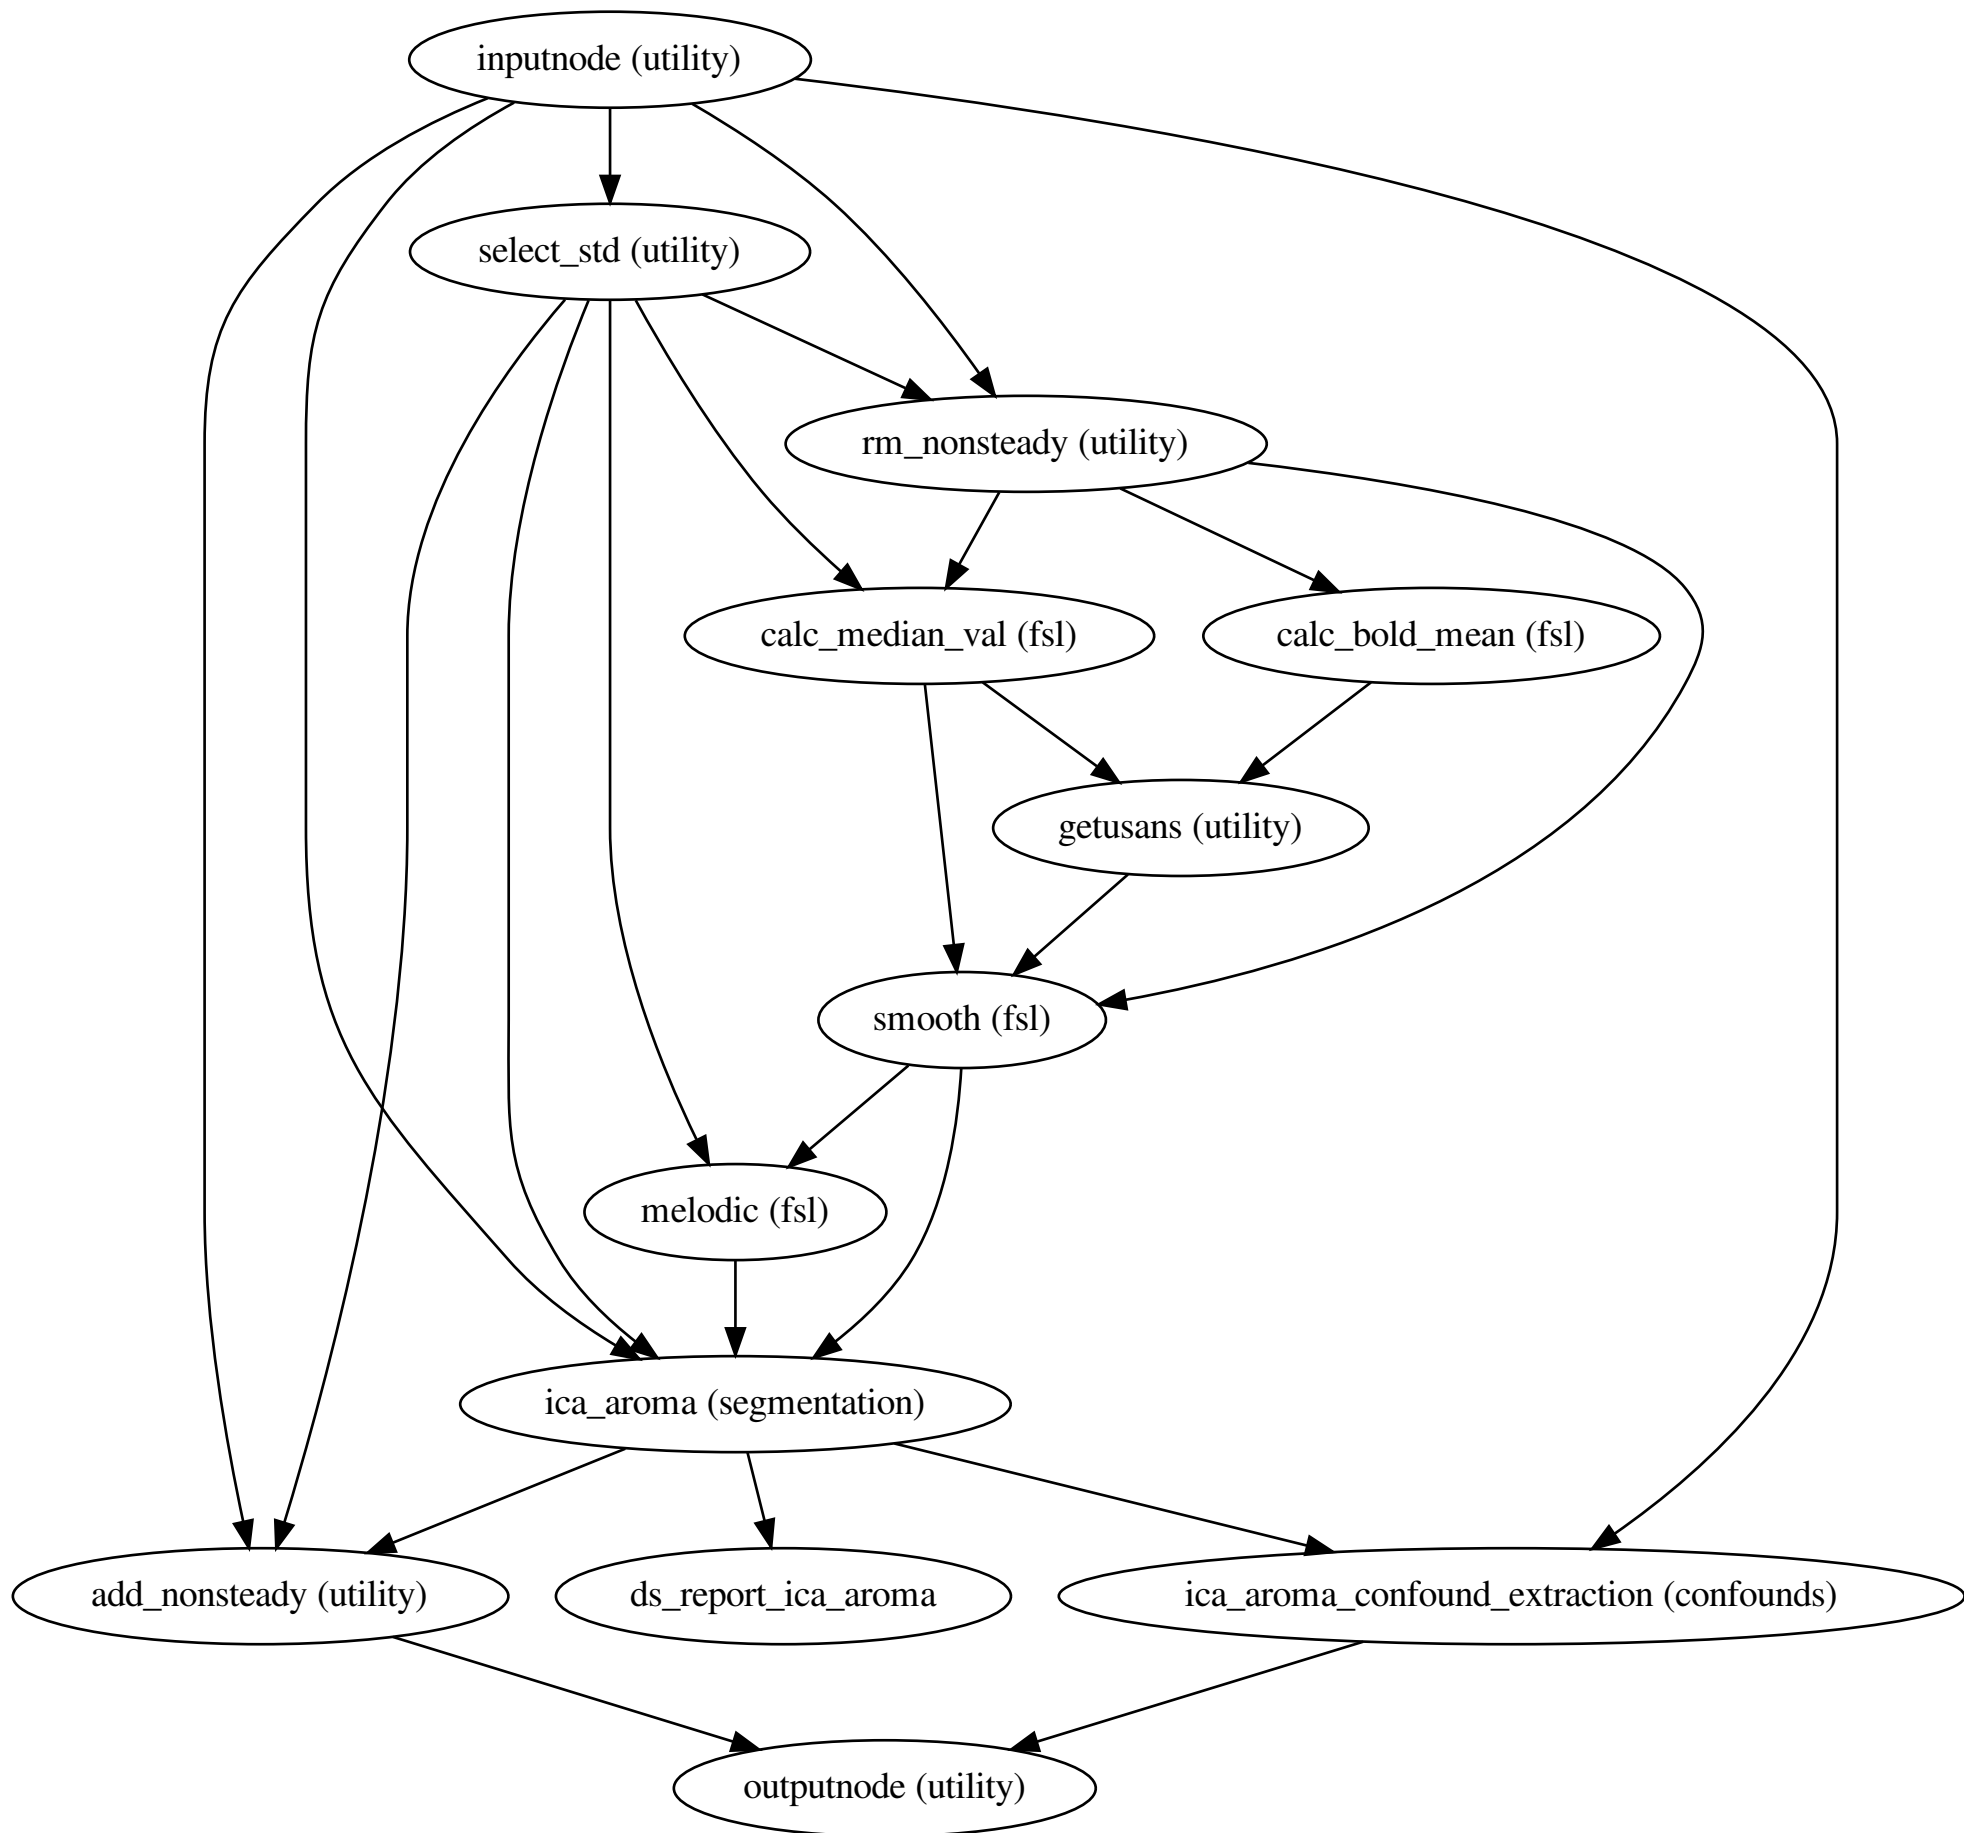 inputnode (utility)
select_std (utility)
rm_nonsteady (utility)
calc_median_val (fsl)
calc_bold_mean (fsl)
getusans (utility)
smooth (fsl)
melodic (fsl)
ica_aroma (segmentation)
add_nonsteady (utility)
ds_report_ica_aroma
ica_aroma_confound_extraction (confounds)
outputnode (utility)